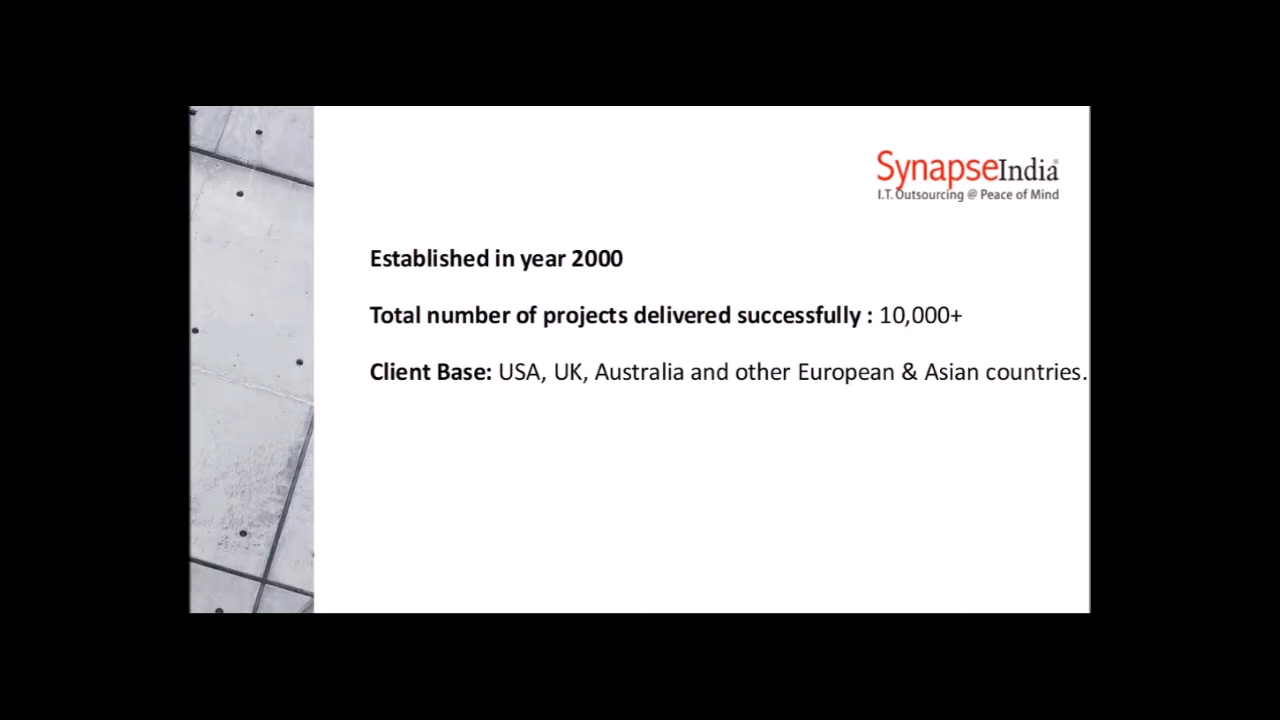 SynapseIndia®
I.T. Outsourcing @ Peace of Mind
Established in year 2000
Total number of projects delivered successfully : 10,000+
Client Base: USA, UK, Australia and other European & Asian countries.